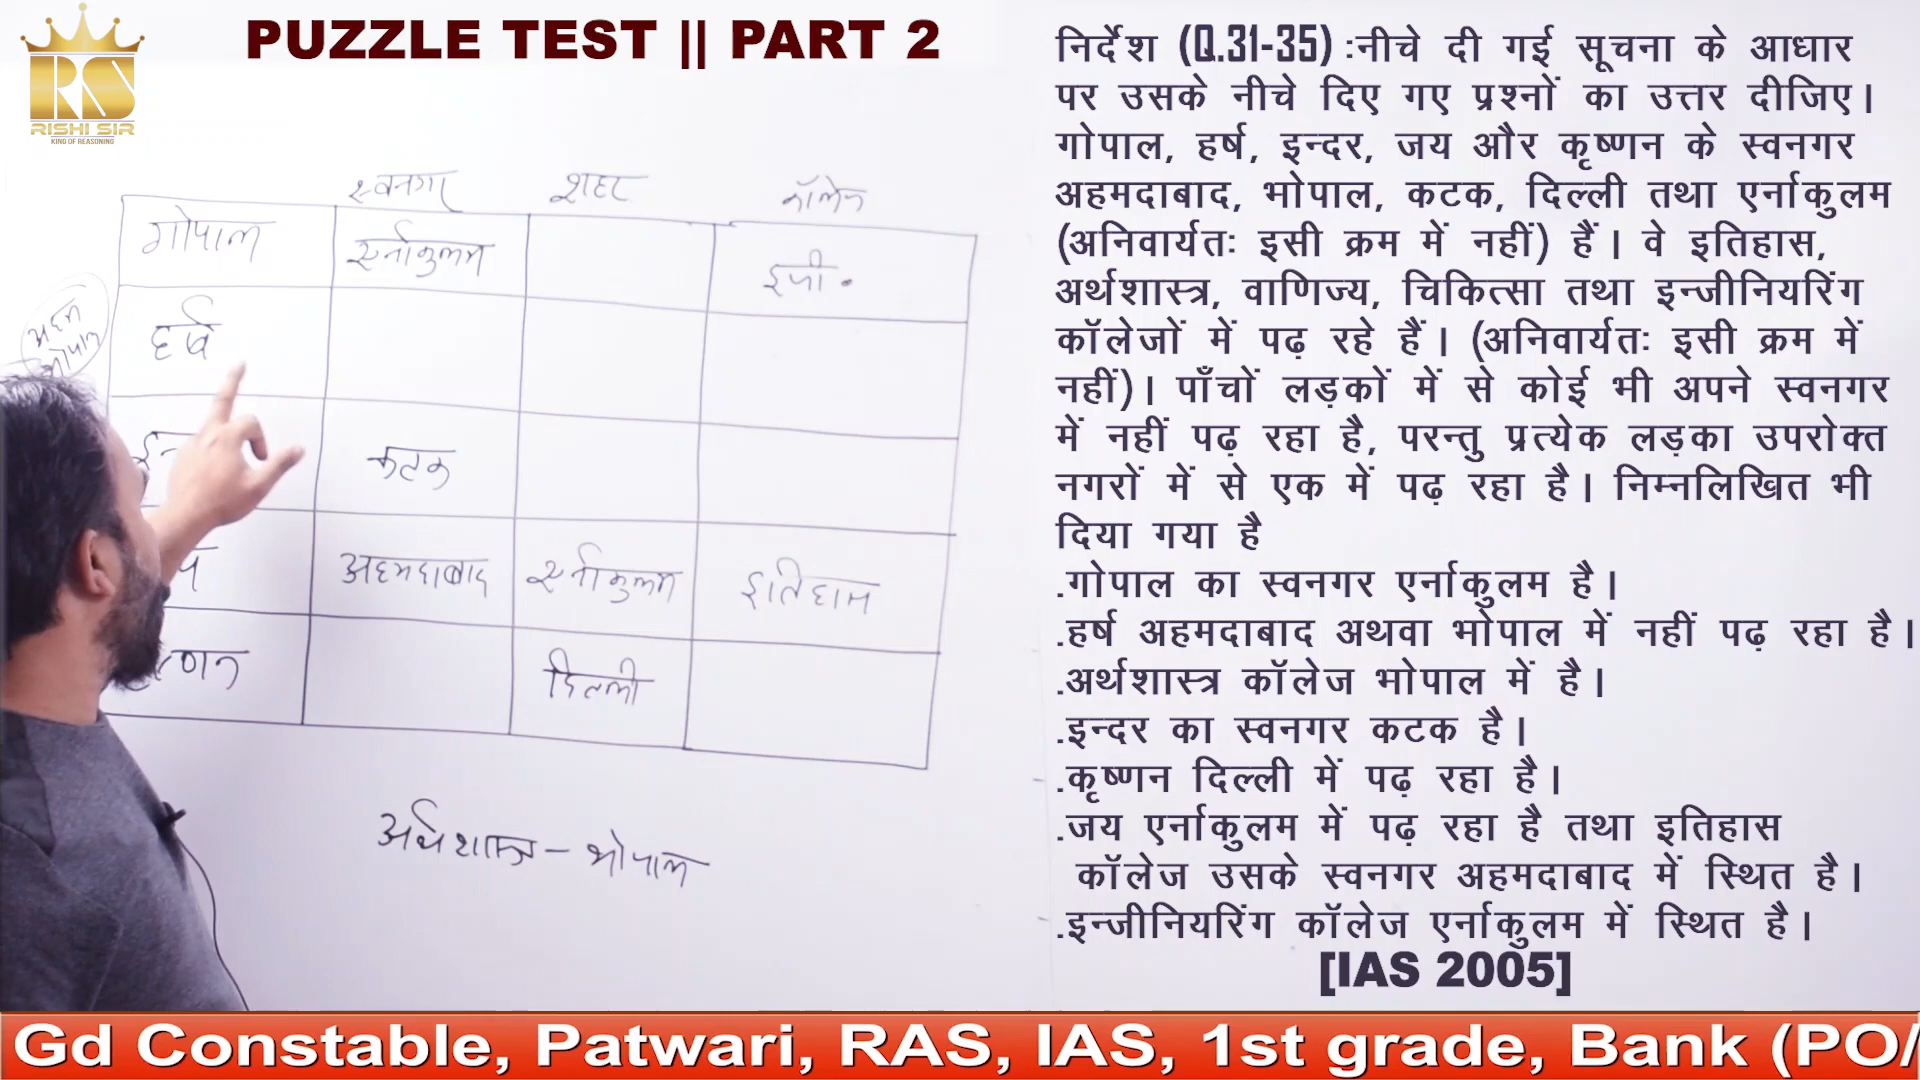 RS
RISHI SIR
KING OF REASONING
PUZZLE TEST || PART 2
स्वनगर शहर कॉलेज
गोपाल एर्नाकुलम इंजी.
हर्ष
कटक
अहमदाबाद एर्नाकुलम इतिहास
दिल्ली
अर्थशास्त्र – भोपाल
निर्देश (Q.31-35) :नीचे दी गई सूचना के आधार
पर उसके नीचे दिए गए प्रश्नों का उत्तर दीजिए।
गोपाल, हर्ष, इन्दर, जय और कृष्णन के स्वनगर
अहमदाबाद, भोपाल, कटक, दिल्ली तथा एर्नाकुलम
(अनिवार्यतः इसी क्रम में नहीं) हैं। वे इतिहास,
अर्थशास्त्र, वाणिज्य, चिकित्सा तथा इन्जीनियरिंग
कॉलेजों में पढ़ रहे हैं। (अनिवार्यतः इसी क्रम में
नहीं)। पाँचों लड़कों में से कोई भी अपने स्वनगर
में नहीं पढ़ रहा है, परन्तु प्रत्येक लड़का उपरोक्त
नगरों में से एक में पढ़ रहा है। निम्नलिखित भी
दिया गया है
.गोपाल का स्वनगर एर्नाकुलम है।
.हर्ष अहमदाबाद अथवा भोपाल में नहीं पढ़ रहा है।
.अर्थशास्त्र कॉलेज भोपाल में है।
.इन्दर का स्वनगर कटक है।
.कृष्णन दिल्ली में पढ़ रहा है।
.जय एर्नाकुलम में पढ़ रहा है तथा इतिहास
कॉलेज उसके स्वनगर अहमदाबाद में स्थित है।
.इन्जीनियरिंग कॉलेज एर्नाकुलम में स्थित है।
[IAS 2005]
Gd Constable, Patwari, RAS, IAS, 1st grade, Bank (PO/